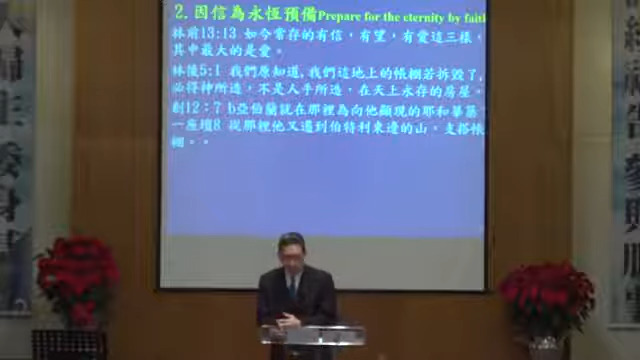 2. 因信為永恆預備Prepare for the eternity by faith
林前13:13 如今常存的有信，有望，有愛這三樣，
其中最大的是愛。
林後5:1 我們原知道,我們這地上的帳棚若拆毀了,
必得神所造，不是人手所造，在天上永存的房屋。
創12：7 b亞伯蘭就在那裡為向他顯現的耶和華築
一座壇8 從那裡他又遷到伯特利東邊的山，支搭帳
棚。。
歸主委身